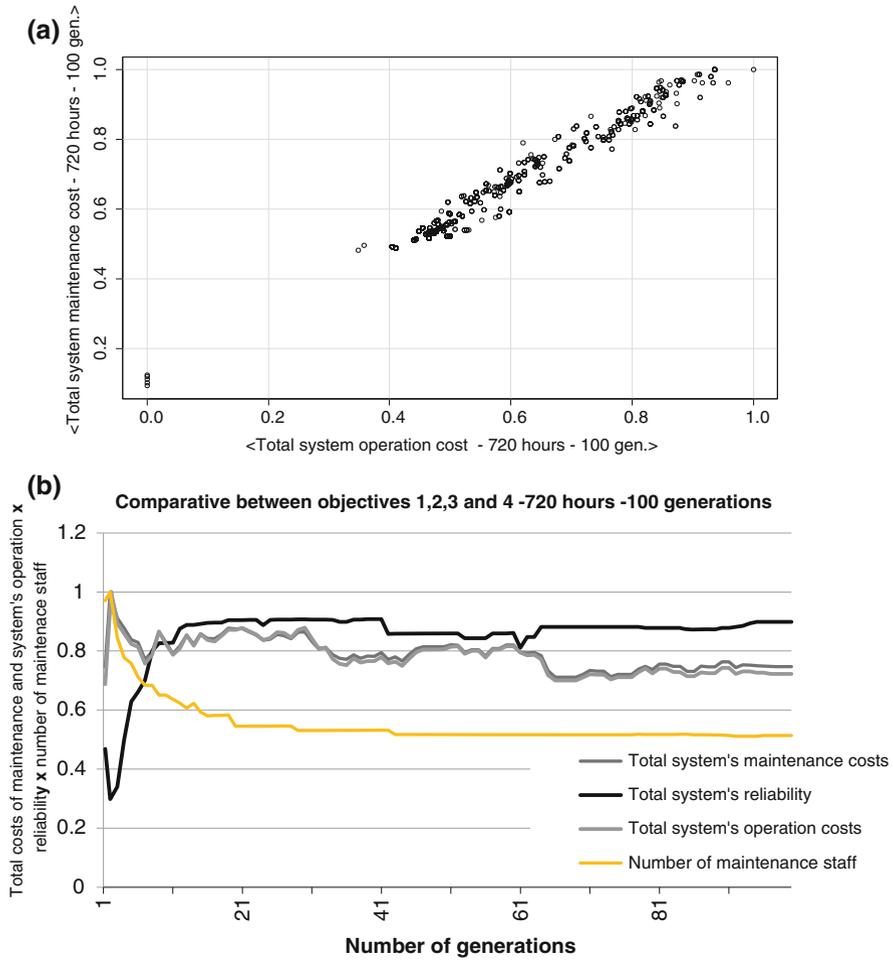 (a)
<Total system maintenance cost - 720 hours - 100 gen.>
1.0
0.8
0.6
0.4
0.2
0.0 0.2 0.4 0.6 0.8 1.0
<Total system operation cost - 720 hours - 100 gen.>
(b)
Comparative between objectives 1,2,3 and 4 -720 hours -100 generations
Total costs of maintenance and system's operation x
reliability x number of maintenace staff
1.2
1
0.8
0.6
0.4
0.2
0
Total system's maintenance costs
Total system's reliability
Total system's operation costs
Number of maintenance staff
1 21 41 61 81
Number of generations